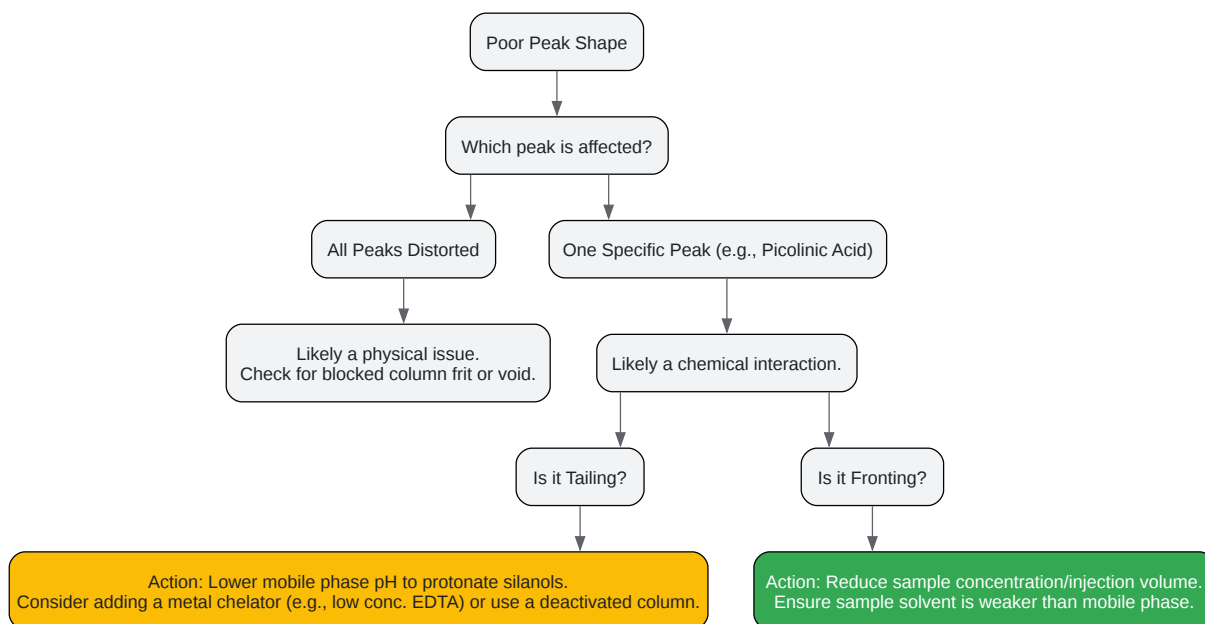 Poor Peak Shape
Which peak is affected?
All Peaks Distorted
One Specific Peak (e.g., Picolinic Acid)
Likely a physical issue.
Check for blocked column frit or void.
Likely a chemical interaction.
Is it Tailing?
Is it Fronting?
Action: Lower mobile phase pH to protonate silanols.
Consider adding a metal chelator (e.g., low conc. EDTA) or use a deactivated column.
Action: Reduce sample concentration/injection volume.
Ensure sample solvent is weaker than mobile phase.